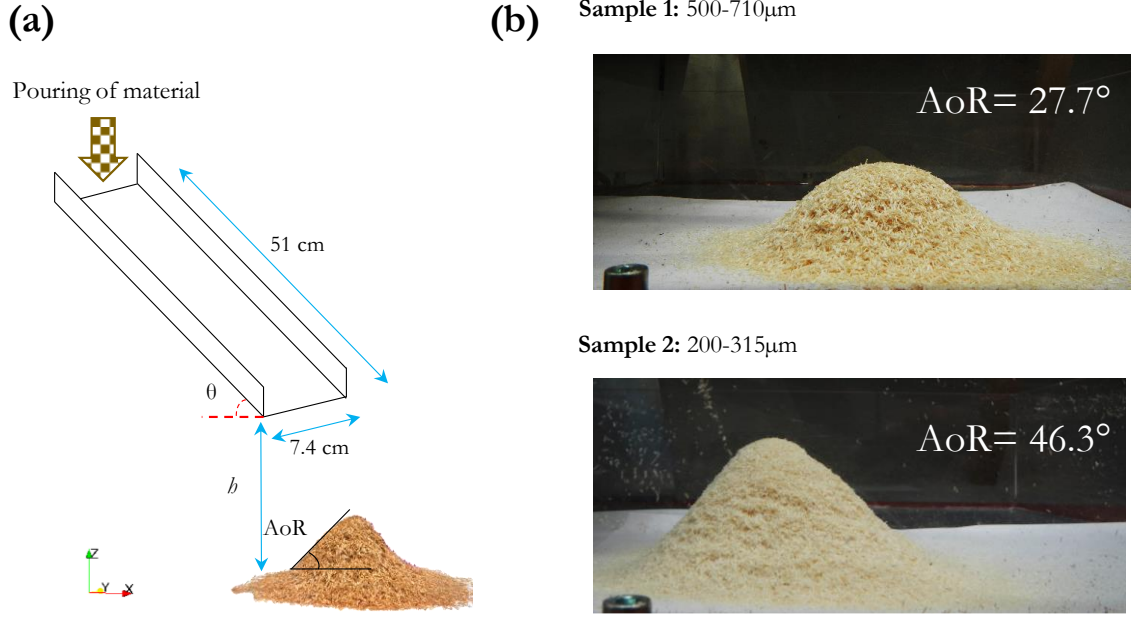 (a)
Pouring of material
51 cm
θ
7.4 cm
h
AoR
Z
Y
X
(b)
Sample 1: 500-710μm
AoR= 27.7°
Sample 2: 200-315μm
AoR= 46.3°